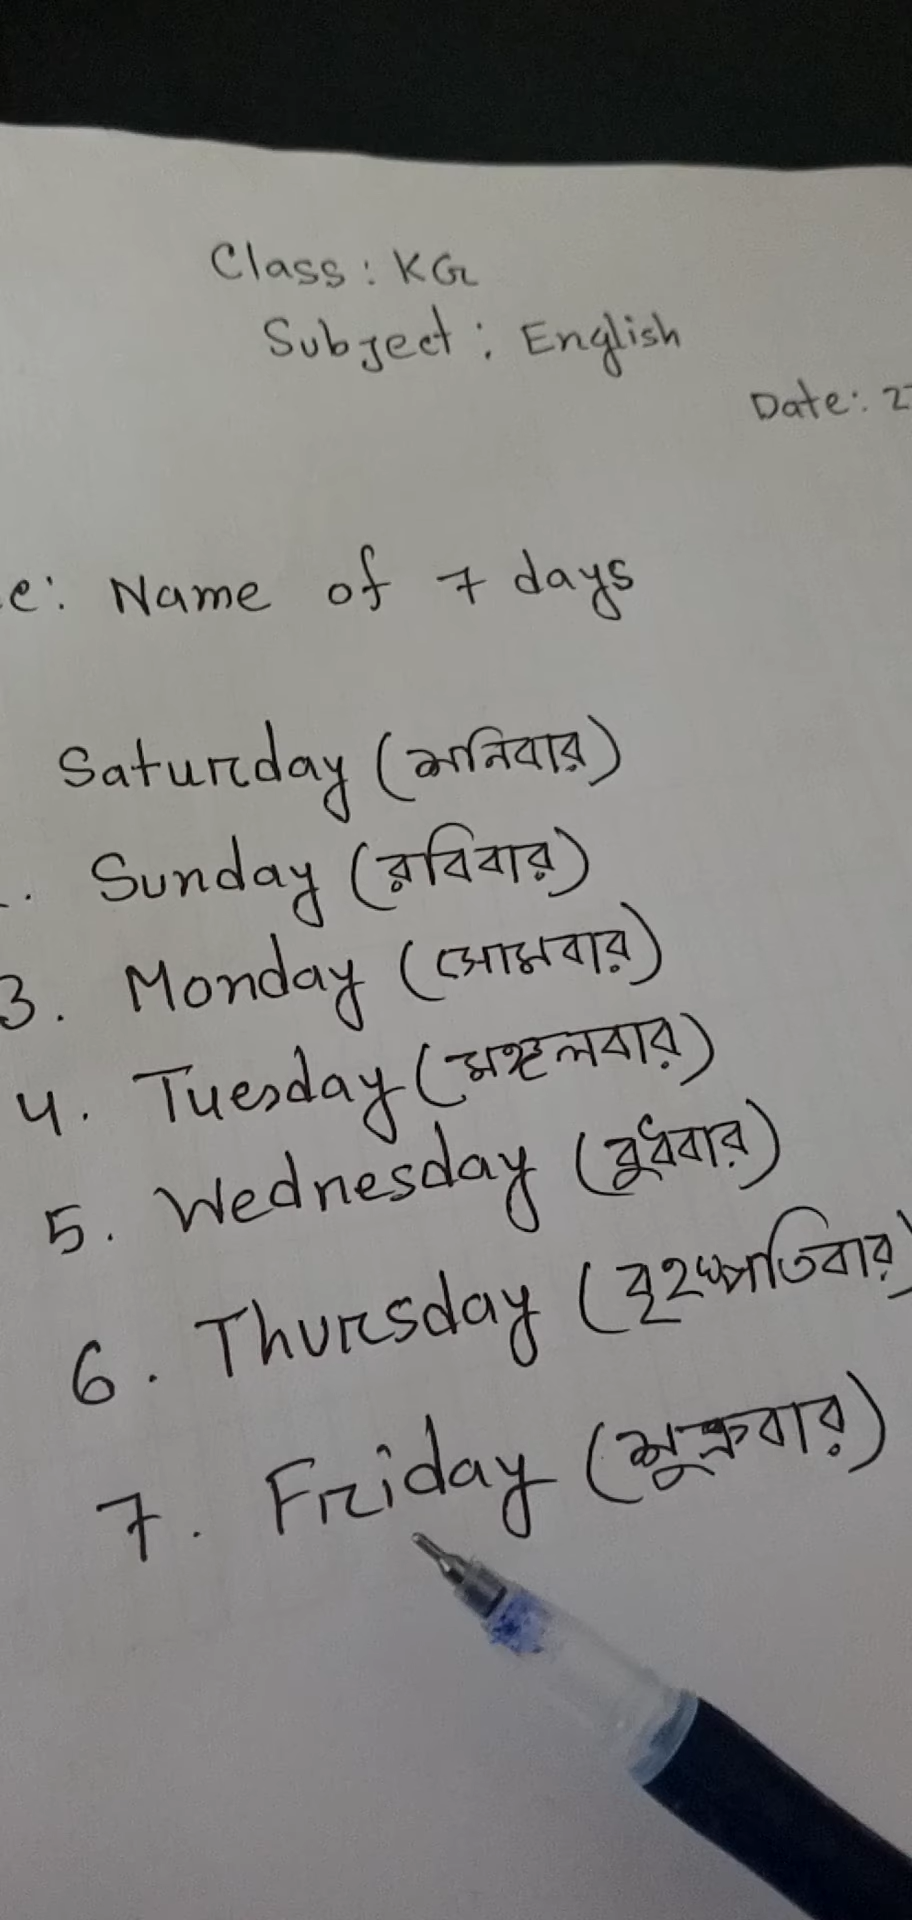 Class: KG
Subject: English
Date: 2
e: Name of 7 days
Saturday (শনিবার)
. Sunday (রবিবার)
3. Monday (সোমবার)
4. Tuesday (মঙ্গলবার)
5. Wednesday (বুধবার)
6. Thursday (বৃহস্পতিবার)
7. Friday (শুক্রবার)